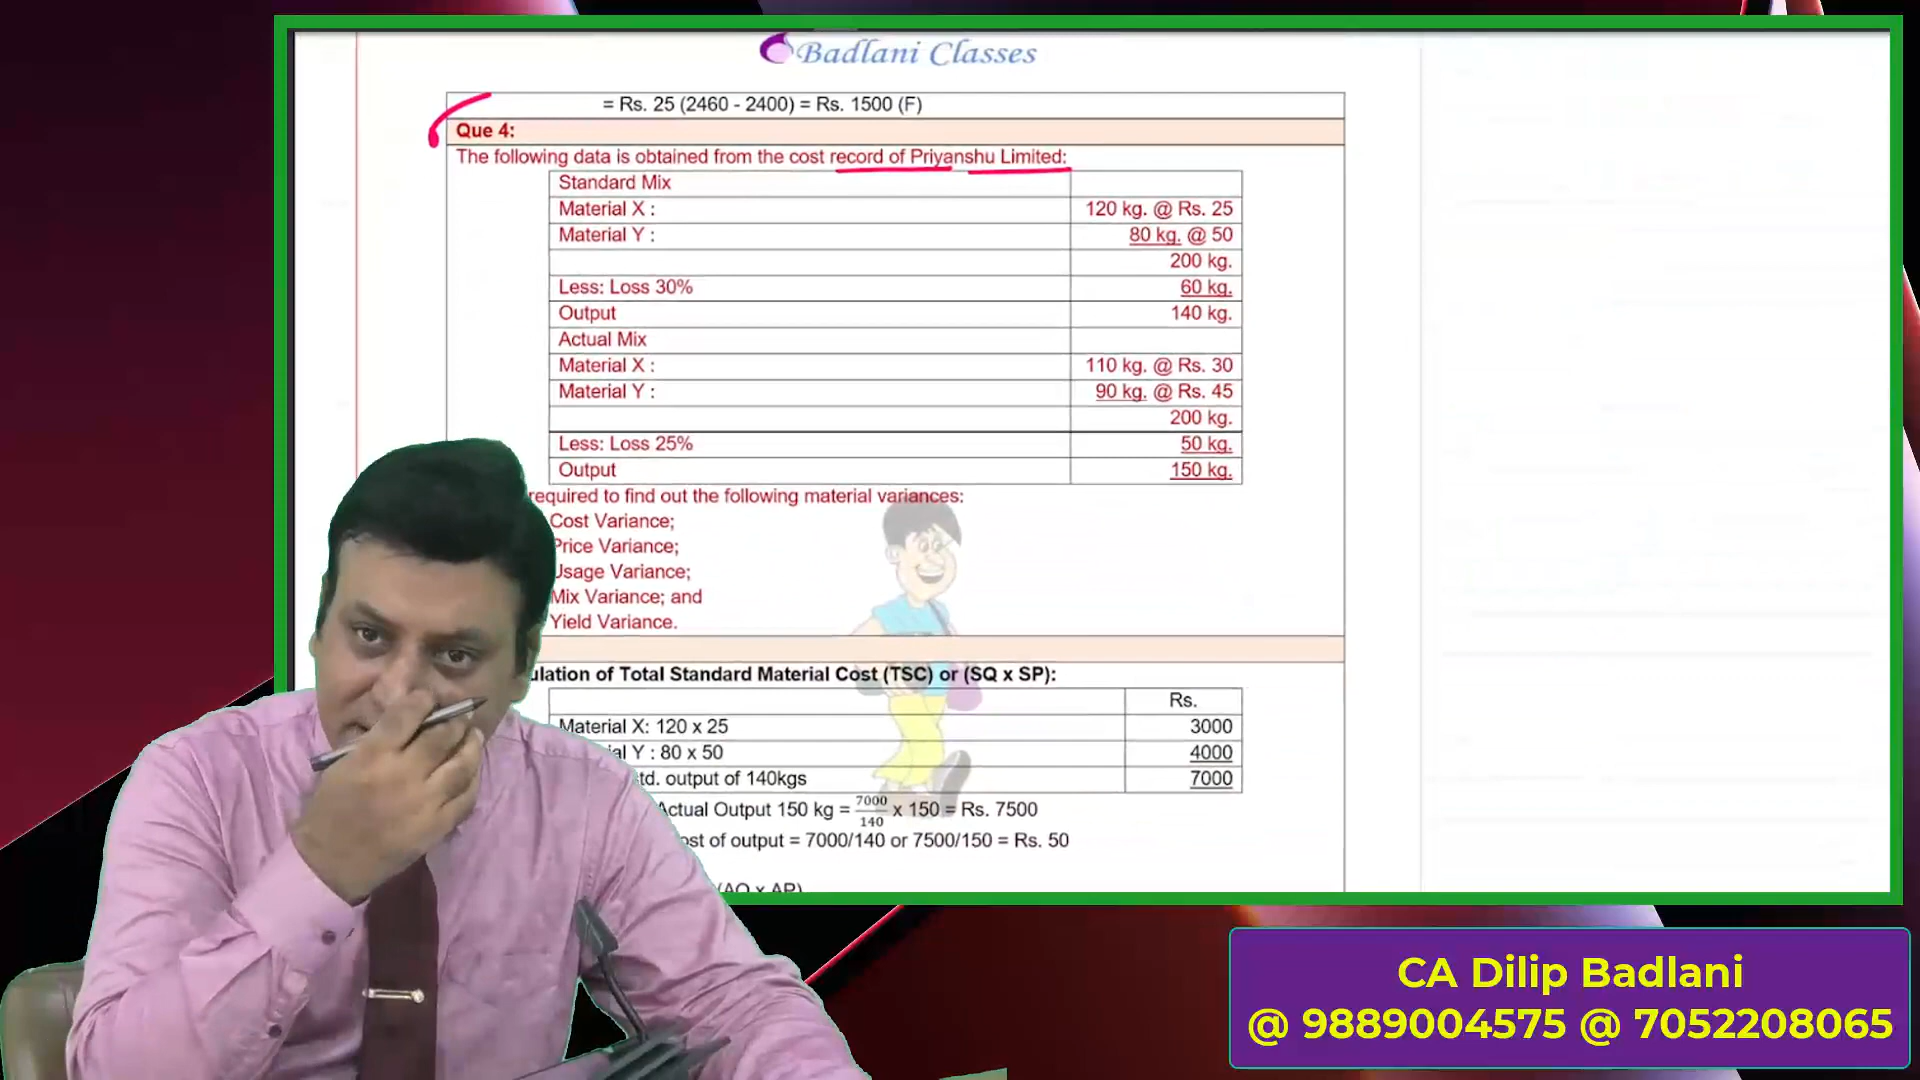 Badlani Classes
= Rs. 25 (2460 - 2400) = Rs. 1500 (F)
Que 4:
The following data is obtained from the cost record of Priyanshu Limited:
Standard Mix
Material X : 120 kg. @ Rs. 25
Material Y : 80 kg. @ 50
200 kg.
Less: Loss 30% 60 kg.
Output 140 kg.
Actual Mix
Material X : 110 kg. @ Rs. 30
Material Y : 90 kg. @ Rs. 45
200 kg.
Less: Loss 25% 50 kg.
Output 150 kg.
required to find out the following material variances:
Cost Variance;
Price Variance;
Usage Variance;
Mix Variance; and
Yield Variance.
of Total Standard Material Cost (TSC) or (SQ x SP):
Rs.
Material X: 120 x 25 3000
Y : 80 x 50 4000
output of 140kgs 7000
Actual Output 150 kg = 7000/140 x 150 = Rs. 7500
of output = 7000/140 or 7500/150 = Rs. 50
(AQ x AP)
CA Dilip Badlani
@ 9889004575 @ 7052208065